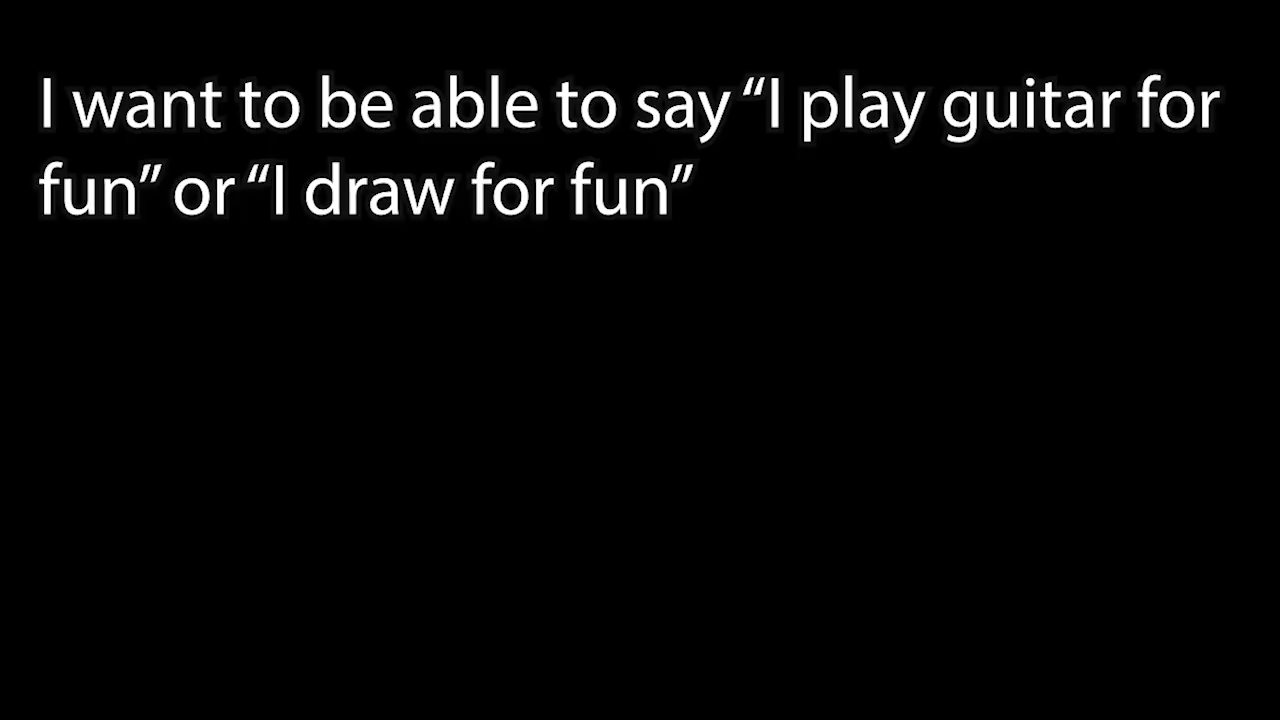 I want to be able to say “I play guitar for
fun” or “I draw for fun”